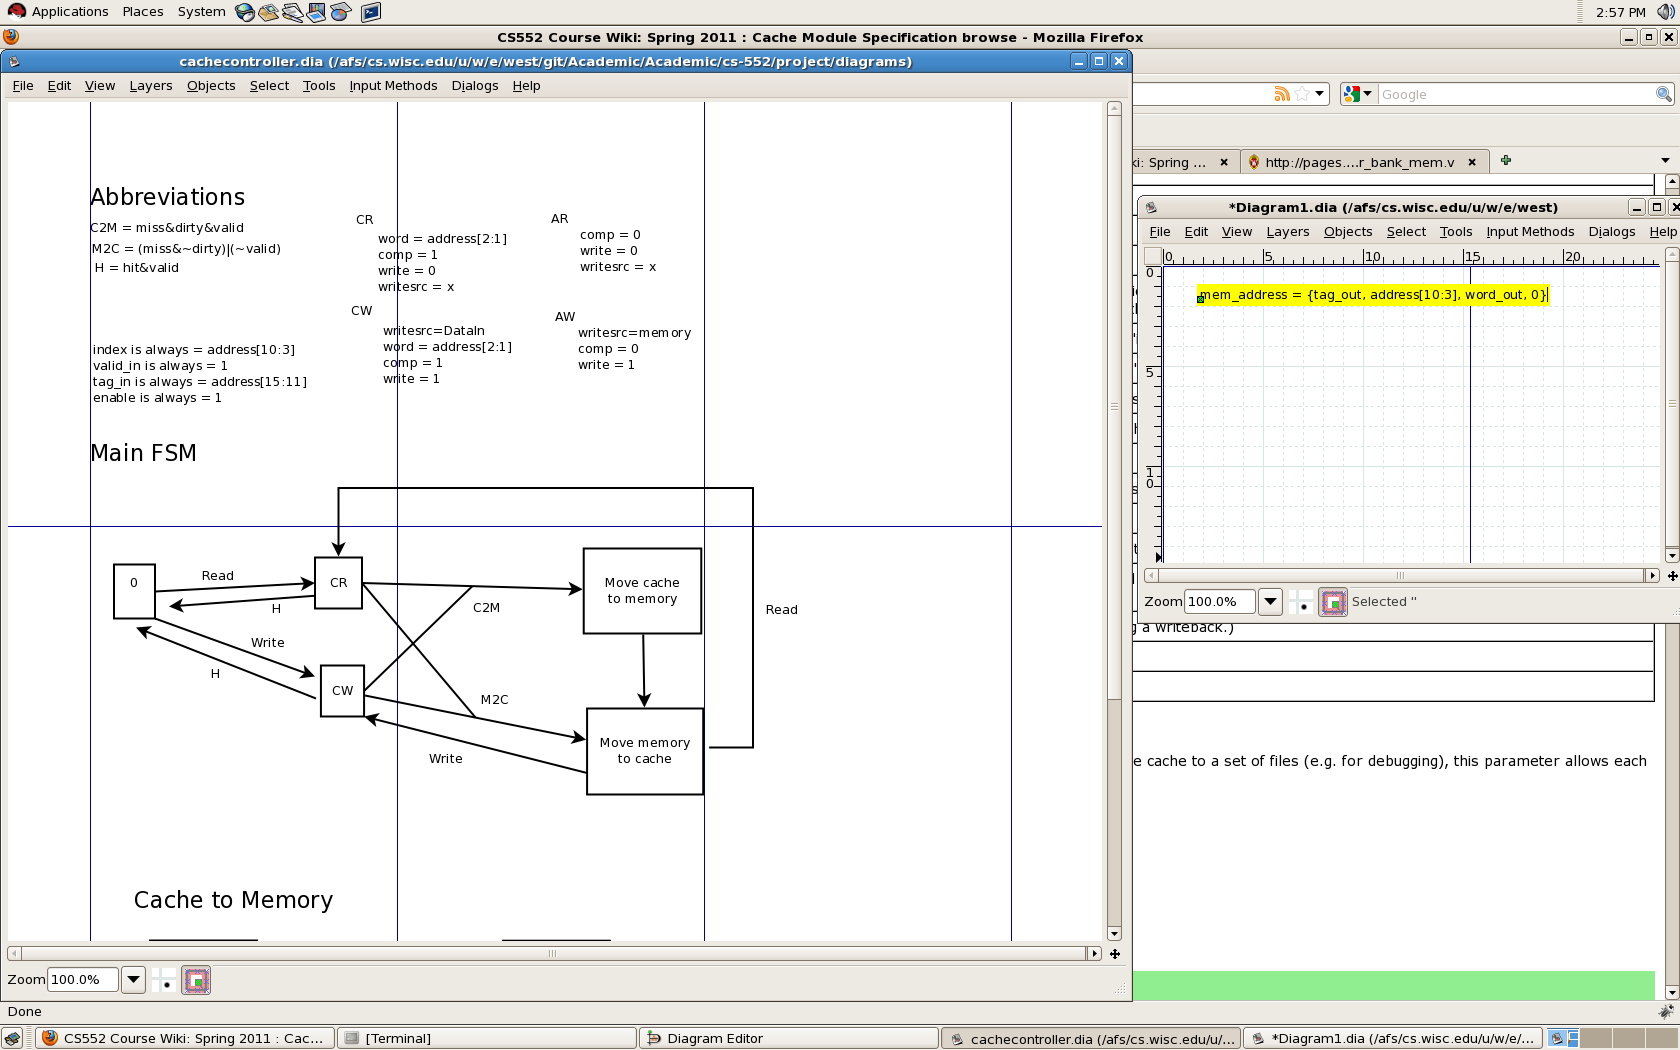 Applications Places System
2:57 PM
CS552 Course Wiki: Spring 2011 : Cache Module Specification browse - Mozilla Firefox
cachecontroller.dia (/afs/cs.wisc.edu/u/w/e/west/git/Academic/Academic/cs-552/project/diagrams)
File Edit View Layers Objects Select Tools Input Methods Dialogs Help
Google
ki: Spring ...
http://pages....r_bank_mem.v
Abbreviations
C2M = miss&dirty&valid
M2C = (miss&~dirty)|(~valid)
H = hit&valid
index is always = address[10:3]
valid_in is always = 1
tag_in is always = address[15:11]
enable is always = 1
CR
word = address[2:1]
comp = 1
write = 0
writesrc = x
CW
writesrc=DataIn
word = address[2:1]
comp = 1
write = 1
AR
comp = 0
write = 0
writesrc = x
AW
writesrc=memory
comp = 0
write = 1
Main FSM
0
Read
H
CR
Write
H
CW
C2M
M2C
Write
Move cache
to memory
Move memory
to cache
Read
Cache to Memory
Zoom 100.0%
*Diagram1.dia (/afs/cs.wisc.edu/u/w/e/west)
File Edit View Layers Objects Select Tools Input Methods Dialogs Help
0 5 10 15 20
0
5
1
0
mem_address = {tag_out, address[10:3], word_out, 0}
Zoom 100.0% Selected ''
g a writeback.)
e cache to a set of files (e.g. for debugging), this parameter allows each
Done
CS552 Course Wiki: Spring 2011 : Cac...
[Terminal]
Diagram Editor
cachecontroller.dia (/afs/cs.wisc.edu/u/...
*Diagram1.dia (/afs/cs.wisc.edu/u/w/e/...